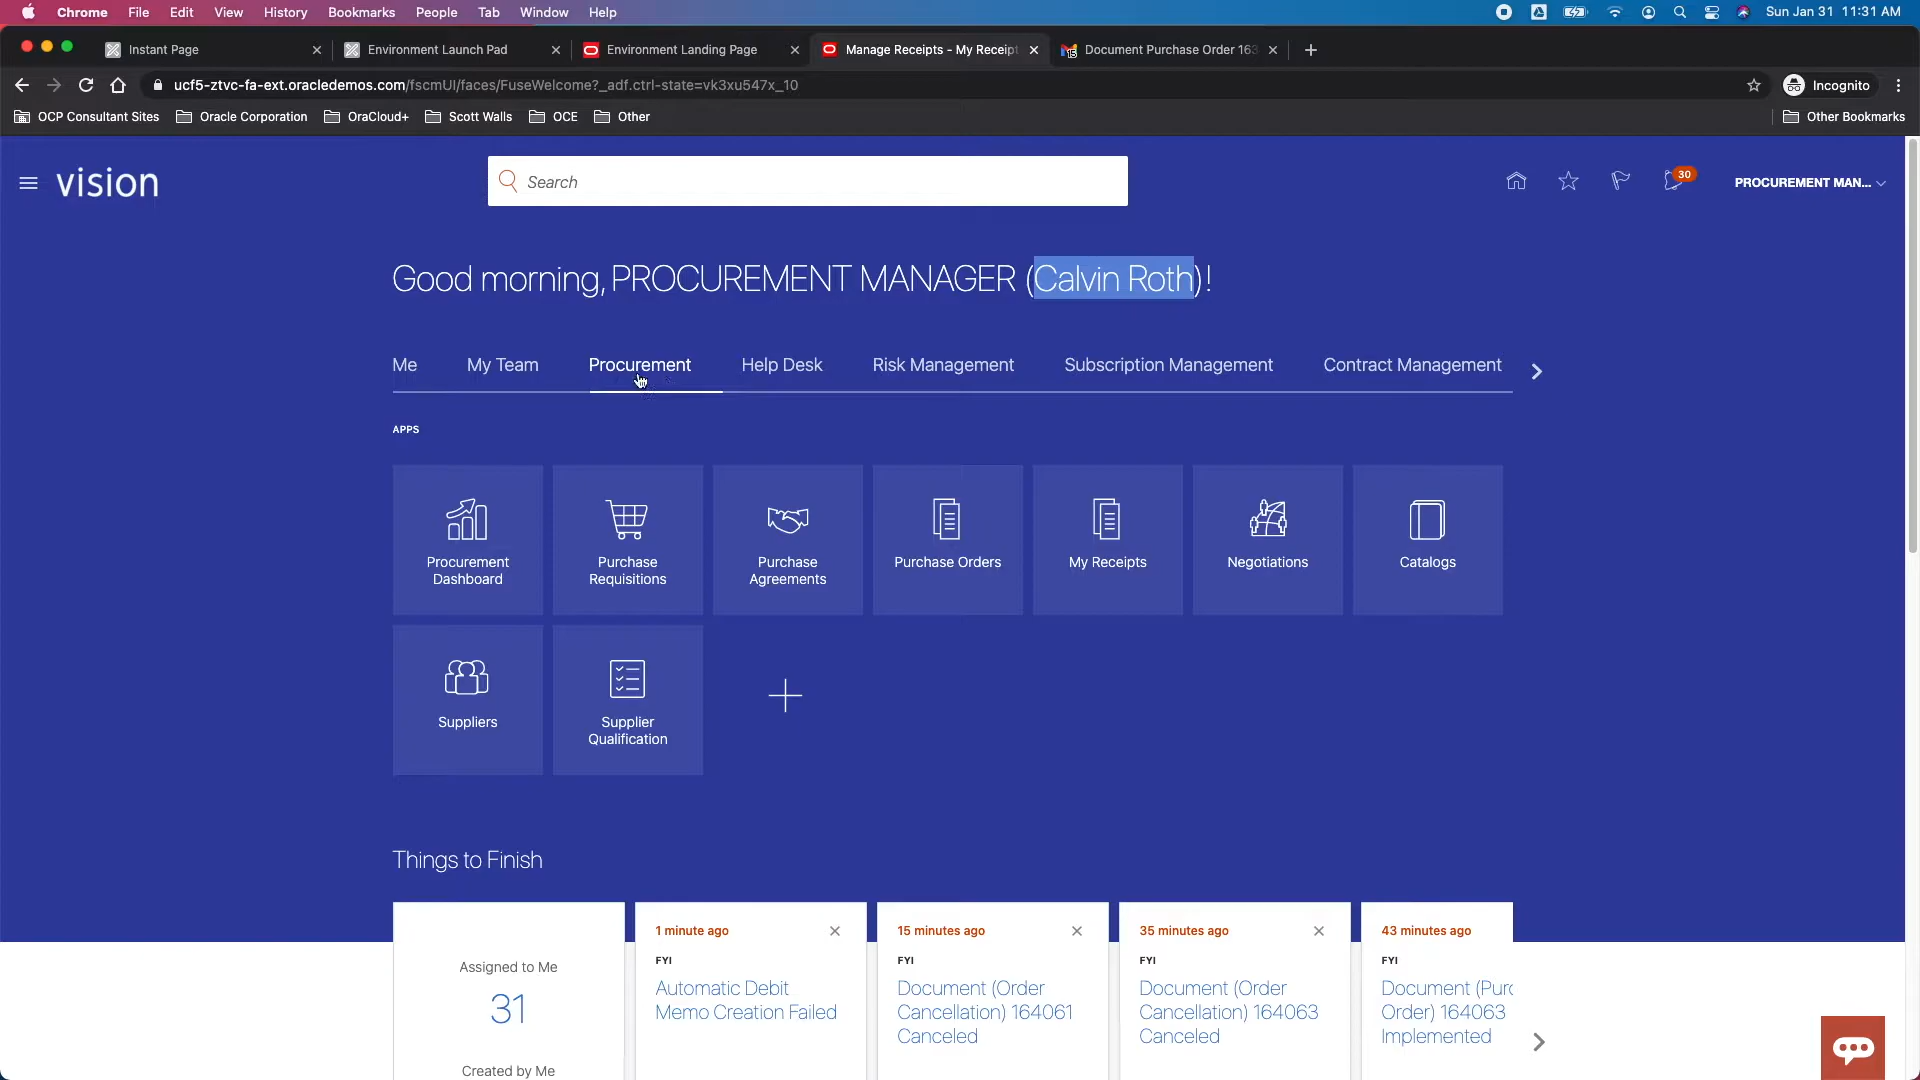 Chrome File Edit View History Bookmarks People Tab Window Help Sun Jan 31 11:31 AM
Instant Page Environment Launch Pad Environment Landing Page Manage Receipts - My Receipt Document Purchase Order 163
ucf5-ztvc-fa-ext.oracledemos.com/fscmUI/faces/FuseWelcome?_adf.ctrl-state=vk3xu547x_10 Incognito
OCP Consultant Sites Oracle Corporation OraCloud+ Scott Walls OCE Other Other Bookmarks
vision Search 30 PROCUREMENT MAN...
Good morning, PROCUREMENT MANAGER (Calvin Roth)!
Me My Team Procurement Help Desk Risk Management Subscription Management Contract Management
APPS
Procurement
Dashboard
Purchase
Requisitions
Purchase
Agreements
Purchase Orders
My Receipts
Negotiations
Catalogs
Suppliers
Supplier
Qualification
Things to Finish
Assigned to Me
31
Created by Me
1 minute ago
FYI
Automatic Debit
Memo Creation Failed
15 minutes ago
FYI
Document (Order
Cancellation) 164061
Canceled
35 minutes ago
FYI
Document (Order
Cancellation) 164063
Canceled
43 minutes ago
FYI
Document (Purc
Order) 164063
Implemented